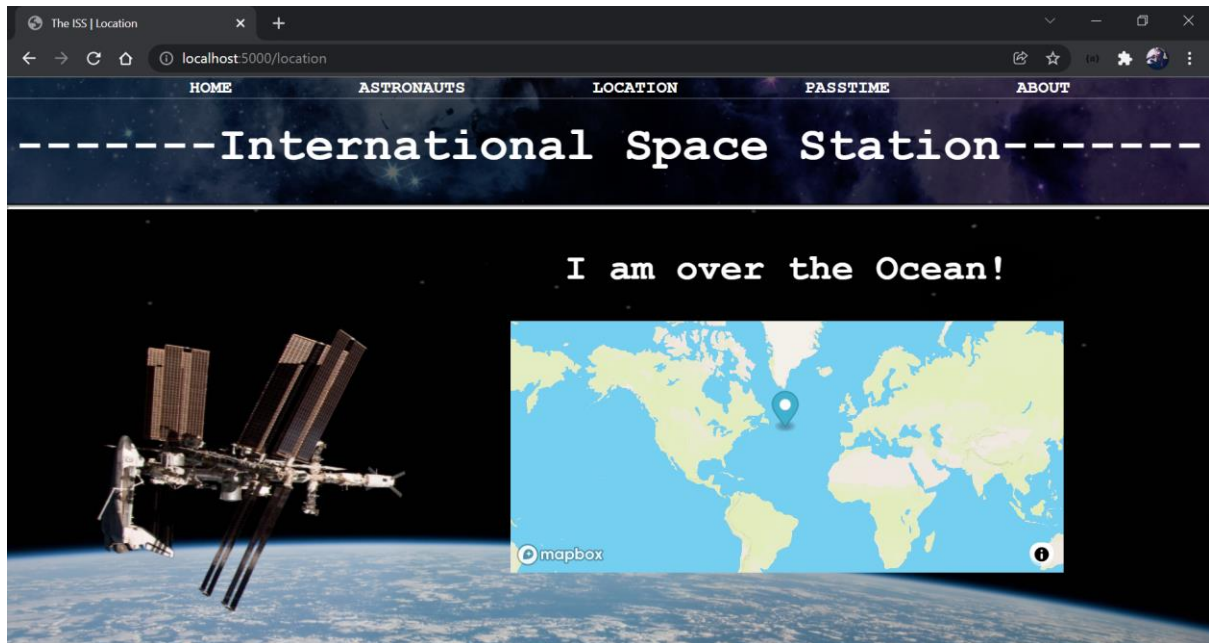 The ISS | Location
localhost:5000/location
HOME ASTRONAUTS LOCATION PASSTIME ABOUT
-------International Space Station-------
I am over the Ocean!
mapbox